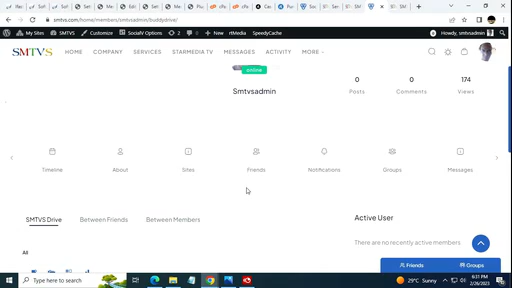 smtvs.com/home/members/smtvsadmin/buddydrive/
My Sites SMTVS Customize SocialV Options 2 New rtMedia SpeedyCache Howdy, smtvsadmin
SMTVS HOME COMPANY SERVICES STARMEDIA TV MESSAGES ACTIVITY MORE
online
Smtvsadmin
0 0 174
Posts Comments Views
Timeline About Sites Friends Notifications Groups Messages
SMTVS Drive Between Friends Between Members
Active User
There are no recently active members
All
Friends Groups
Type here to search
29°C Sunny
6:31 PM
2/26/2023